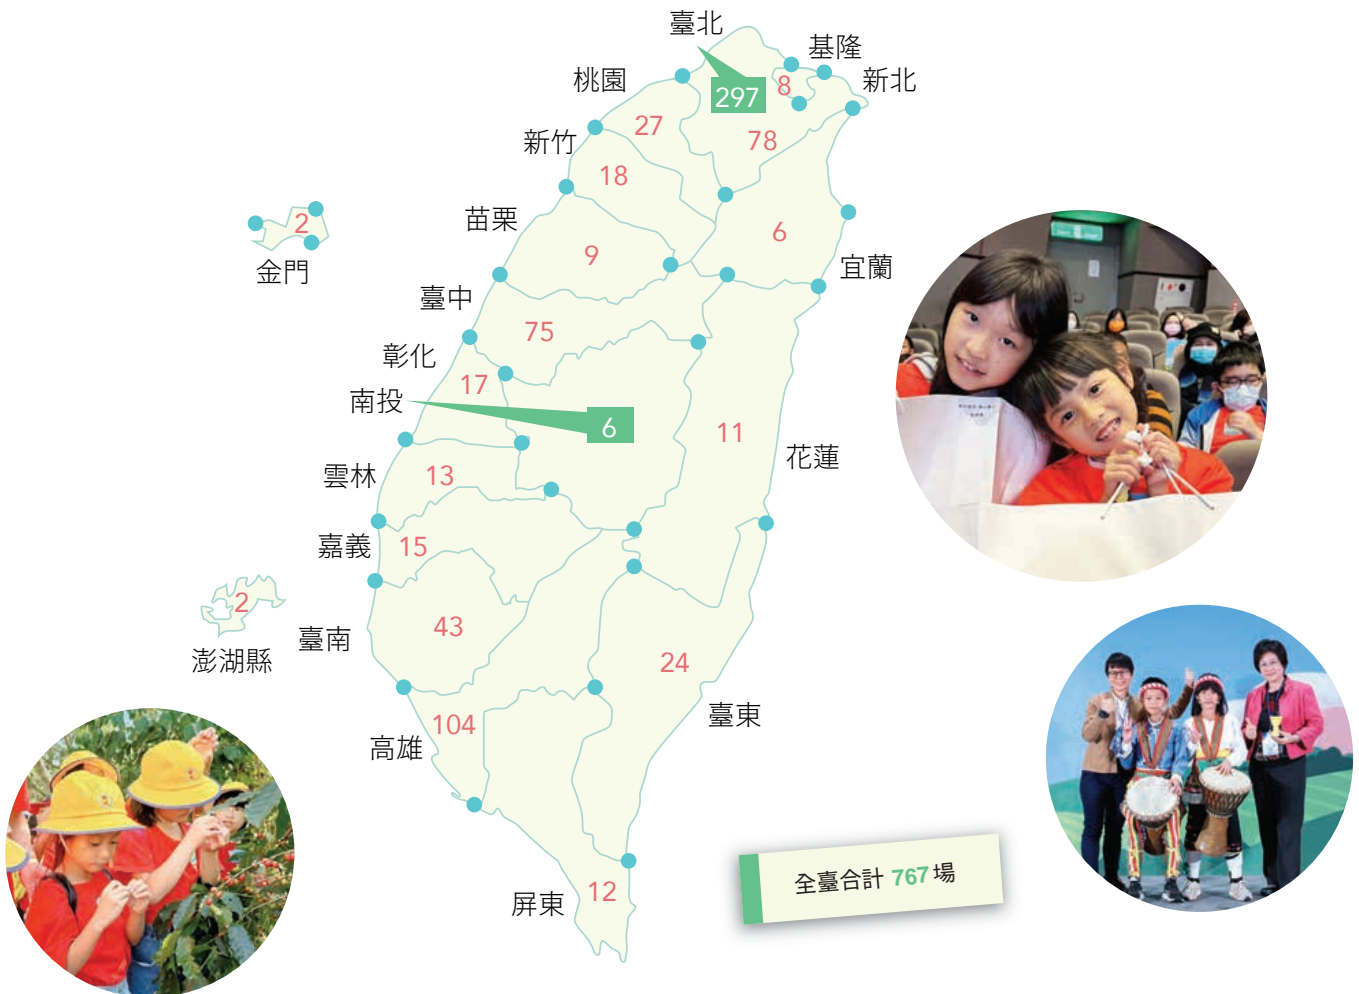 臺北
基隆
桃園
新北
297
8
27
78
新竹
18
苗栗
2
6
9
宜蘭
金門
臺中
75
彰化
17
南投
6
11
花蓮
雲林
13
嘉義
15
2
43
臺南
澎湖縣
24
臺東
104
高雄
全臺合計 767 場
12
屏東